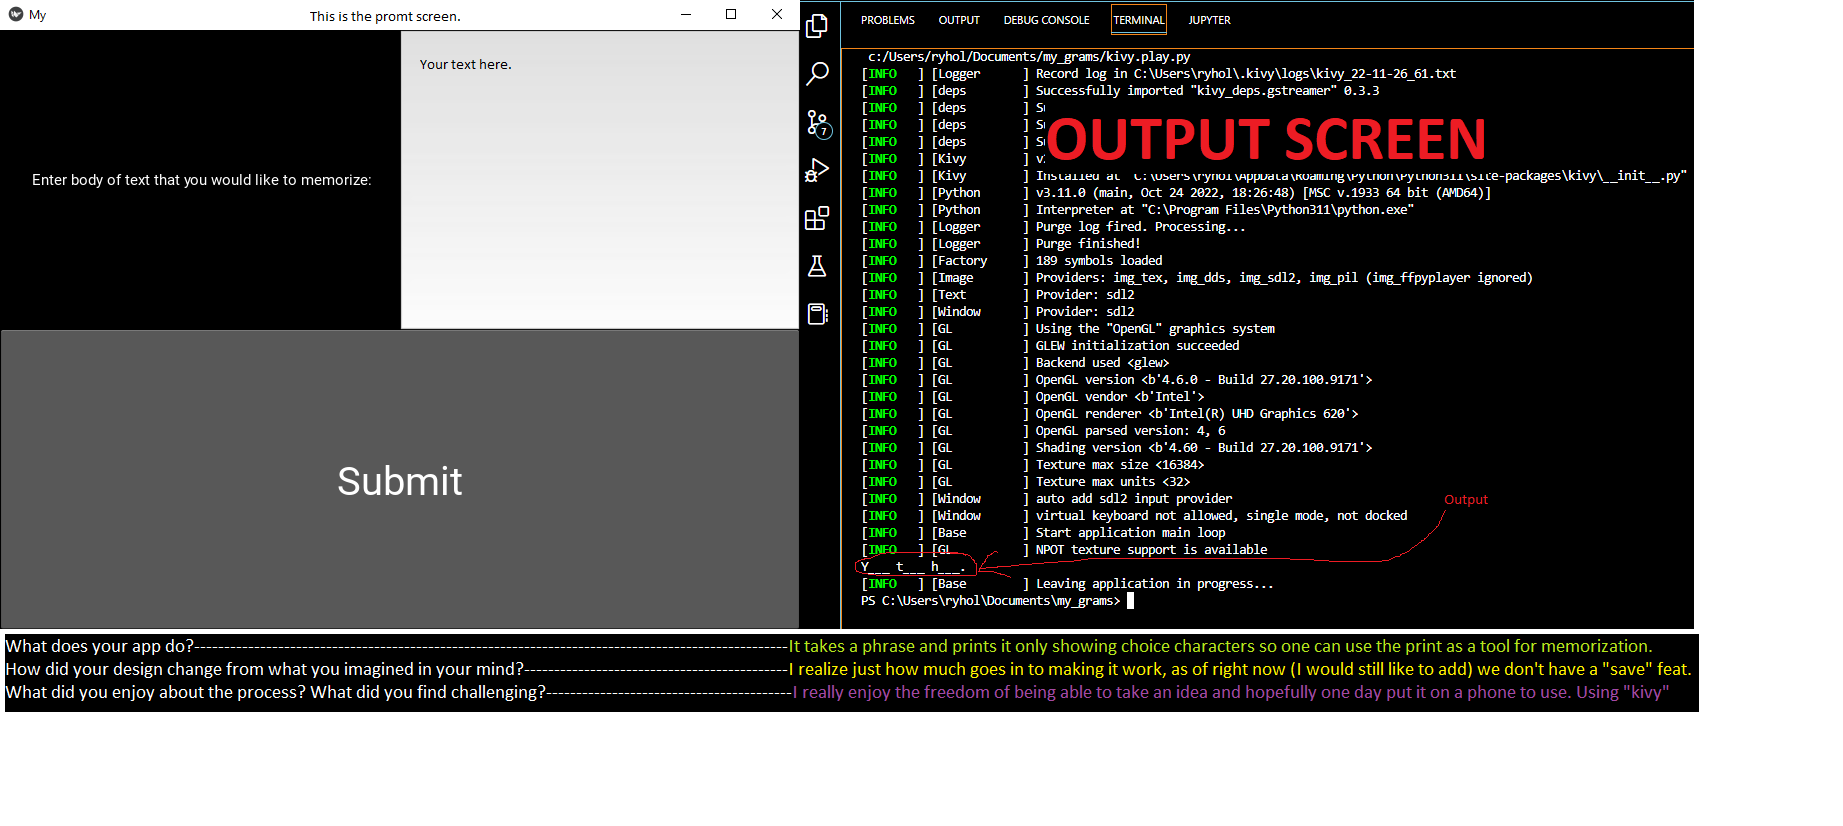 My
This is the promt screen.
Your text here.
Enter body of text that you would like to memorize:
Submit
7
PROBLEMS OUTPUT DEBUG CONSOLE TERMINAL JUPYTER
c:/Users/ryhol/Documents/my_grams/kivy.play.py
[INFO   ] [Logger      ] Record log in C:\Users\ryhol\.kivy\logs\kivy_22-11-26_61.txt
[INFO   ] [deps        ] Successfully imported "kivy_deps.gstreamer" 0.3.3
[INFO   ] [deps        ]
[INFO   ] [deps        ]
[INFO   ] [deps        ]
OUTPUT SCREEN
[INFO   ] [Kivy        ]
[INFO   ] [Kivy        ] Installed at "C:\Users\ryhol\AppData\Roaming\Python\Python311\site-packages\kivy\__init__.py"
[INFO   ] [Python      ] v3.11.0 (main, Oct 24 2022, 18:26:48) [MSC v.1933 64 bit (AMD64)]
[INFO   ] [Python      ] Interpreter at "C:\Program Files\Python311\python.exe"
[INFO   ] [Logger      ] Purge log fired. Processing...
[INFO   ] [Logger      ] Purge finished!
[INFO   ] [Factory     ] 189 symbols loaded
[INFO   ] [Image       ] Providers: img_tex, img_dds, img_sdl2, img_pil (img_ffpyplayer ignored)
[INFO   ] [Text        ] Provider: sdl2
[INFO   ] [Window      ] Provider: sdl2
[INFO   ] [GL          ] Using the "OpenGL" graphics system
[INFO   ] [GL          ] GLEW initialization succeeded
[INFO   ] [GL          ] Backend used <glew>
[INFO   ] [GL          ] OpenGL version <b'4.6.0 - Build 27.20.100.9171'>
[INFO   ] [GL          ] OpenGL vendor <b'Intel'>
[INFO   ] [GL          ] OpenGL renderer <b'Intel(R) UHD Graphics 620'>
[INFO   ] [GL          ] OpenGL parsed version: 4, 6
[INFO   ] [GL          ] Shading version <b'4.60 - Build 27.20.100.9171'>
[INFO   ] [GL          ] Texture max size <16384>
[INFO   ] [GL          ] Texture max units <32>
[INFO   ] [Window      ] auto add sdl2 input provider
Output
[INFO   ] [Window      ] virtual keyboard not allowed, single mode, not docked
[INFO   ] [Base        ] Start application main loop
[INFO   ] [GL          ] NPOT texture support is available
Y___ t___ h___.
[INFO   ] [Base        ] Leaving application in progress...
PS C:\Users\ryhol\Documents\my_grams>
What does your app do?----------It takes a phrase and prints it only showing choice characters so one can use the print as a tool for memorization.
How did your design change from what you imagined in your mind?----------I realize just how much goes in to making it work, as of right now (I would still like to add) we don't have a "save" feat.
What did you enjoy about the process? What did you find challenging?----------I really enjoy the freedom of being able to take an idea and hopefully one day put it on a phone to use. Using "kivy"